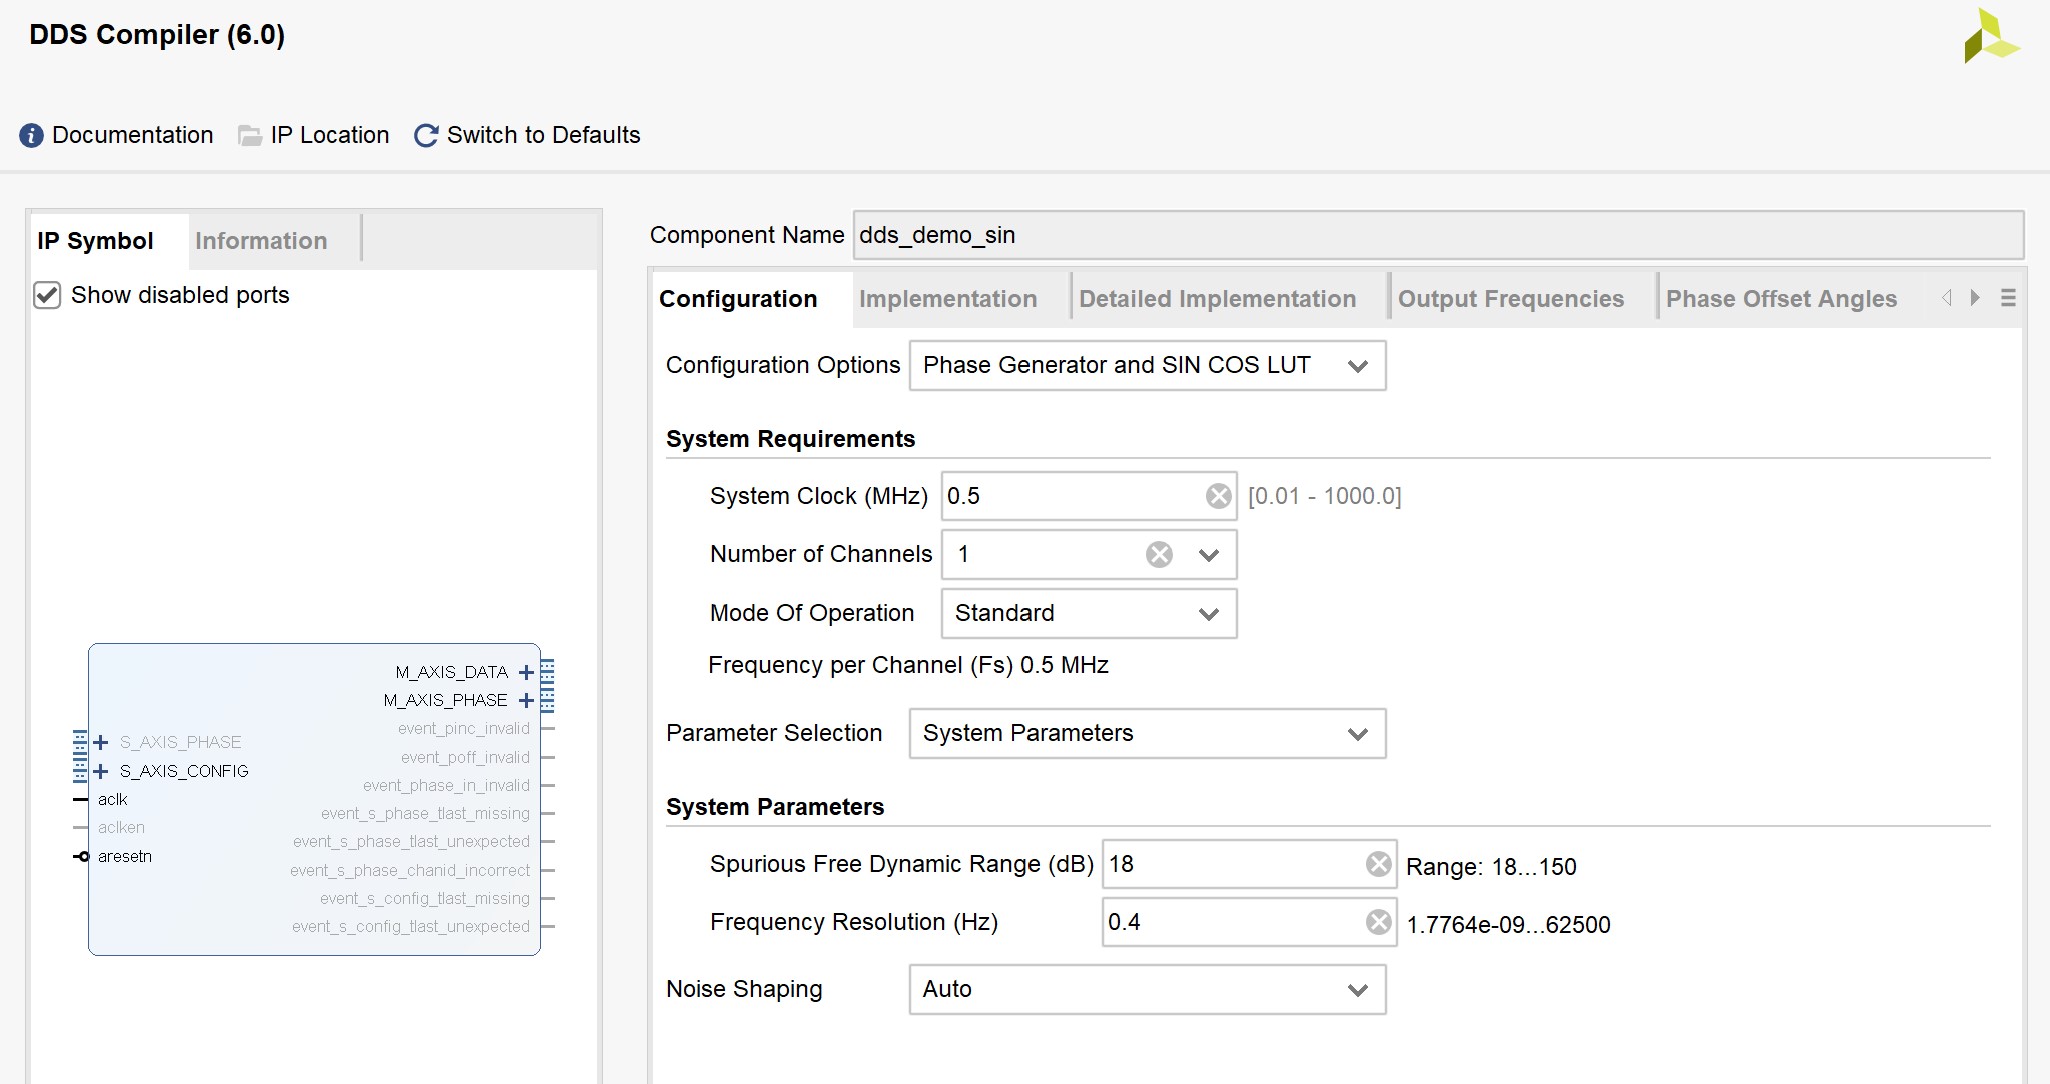 DDS Compiler (6.0)
Documentation IP Location Switch to Defaults
IP Symbol Information
Show disabled ports
M_AXIS_DATA
M_AXIS_PHASE
event_pinc_invalid
S_AXIS_PHASE
event_poff_invalid
S_AXIS_CONFIG
event_phase_in_invalid
aclk
event_s_phase_tlast_missing
aclken
event_s_phase_tlast_unexpected
aresetn
event_s_phase_chanid_incorrect
event_s_config_tlast_missing
event_s_config_tlast_unexpected
Component Name dds_demo_sin
Configuration Implementation Detailed Implementation Output Frequencies Phase Offset Angles
Configuration Options Phase Generator and SIN COS LUT
System Requirements
System Clock (MHz) 0.5 [0.01 - 1000.0]
Number of Channels 1
Mode Of Operation Standard
Frequency per Channel (Fs) 0.5 MHz
Parameter Selection System Parameters
System Parameters
Spurious Free Dynamic Range (dB) 18 Range: 18...150
Frequency Resolution (Hz) 0.4 1.7764e-09...62500
Noise Shaping Auto